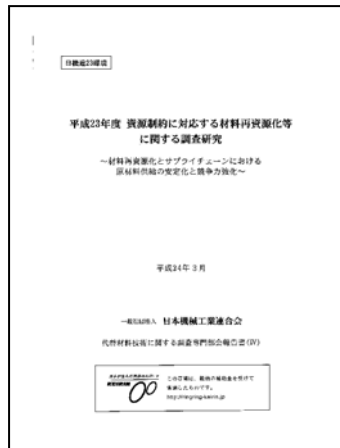 日機連23環境
平成23年度 資源制約に対応する材料再資源化等
に関する調査研究
～材料再資源化とサプライチェーンにおける
原材料供給の安定化と競争力強化～
平成24年3月
一般社団法人 日本機械工業連合会
代替材料技術に関する調査専門部会報告書(IV)
この事業は、競輪の補助金を受けて
実施したものです。